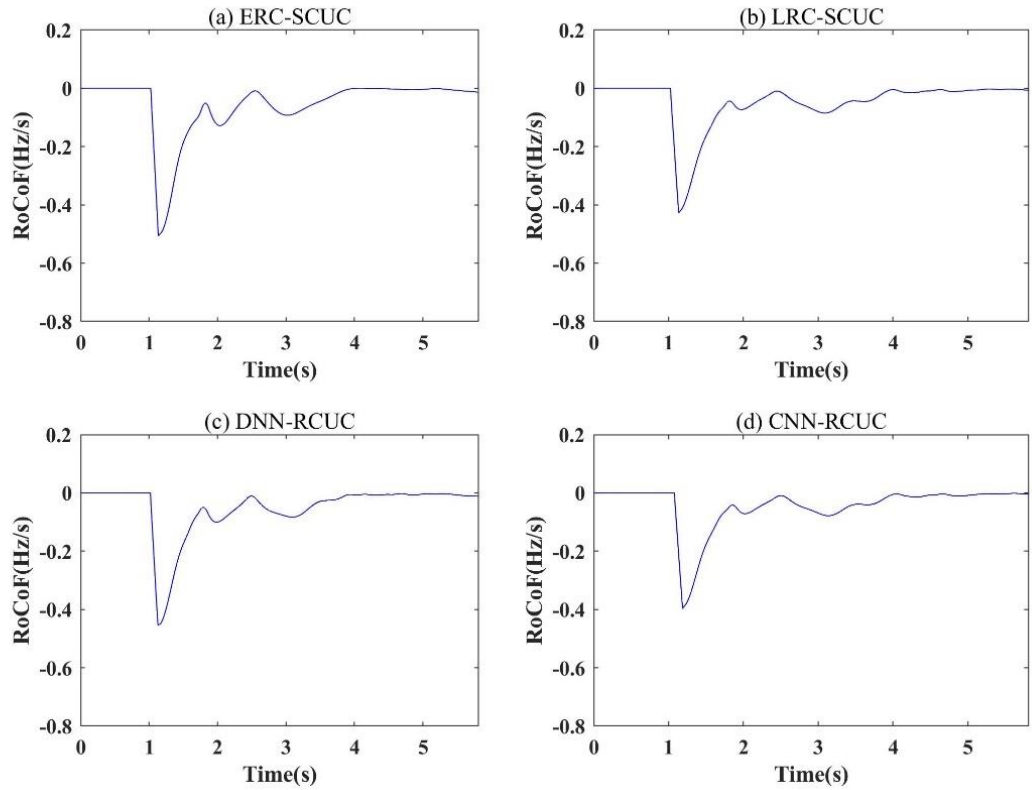 (a) ERC-SCUC
0.2
0
-0.2
-0.4
-0.6
-0.8
RoCoF(Hz/s)
0 1 2 3 4 5
Time(s)
(b) LRC-SCUC
0.2
0
-0.2
-0.4
-0.6
-0.8
RoCoF(Hz/s)
0 1 2 3 4 5
Time(s)
(c) DNN-RCUC
0.2
0
-0.2
-0.4
-0.6
-0.8
RoCoF(Hz/s)
0 1 2 3 4 5
Time(s)
(d) CNN-RCUC
0.2
0
-0.2
-0.4
-0.6
-0.8
RoCoF(Hz/s)
0 1 2 3 4 5
Time(s)